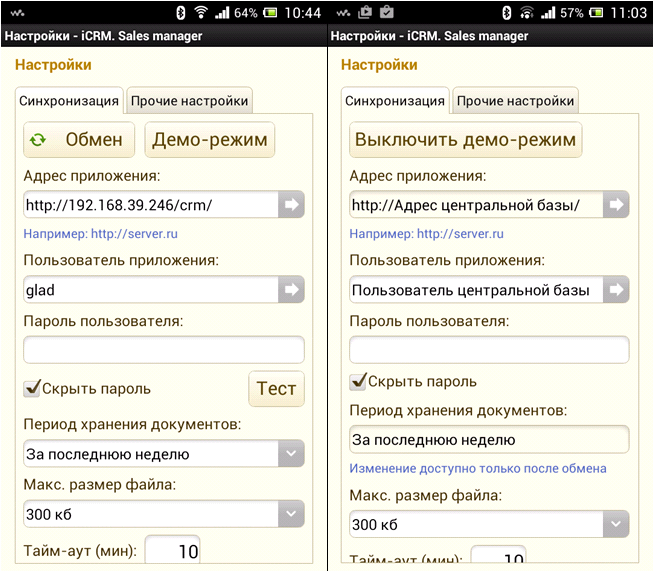 64% 10:44
Настройки - iCRM. Sales manager
Настройки
Синхронизация Прочие настройки
Обмен Демо-режим
Адрес приложения:
http://192.168.39.246/crm/
Например: http://server.ru
Пользователь приложения:
glad
Пароль пользователя:
Скрыть пароль Тест
Период хранения документов:
За последнюю неделю
Макс. размер файла:
300 кб
Тайм-аут (мин): 10
57% 11:03
Настройки - iCRM. Sales manager
Настройки
Синхронизация Прочие настройки
Выключить демо-режим
Адрес приложения:
http://Адрес центральной базы/
Например: http://server.ru
Пользователь приложения:
Пользователь центральной базы
Пароль пользователя:
Скрыть пароль
Период хранения документов:
За последнюю неделю
Изменение доступно только после обмена
Макс. размер файла:
300 кб
Тайм-аут (мин): 10